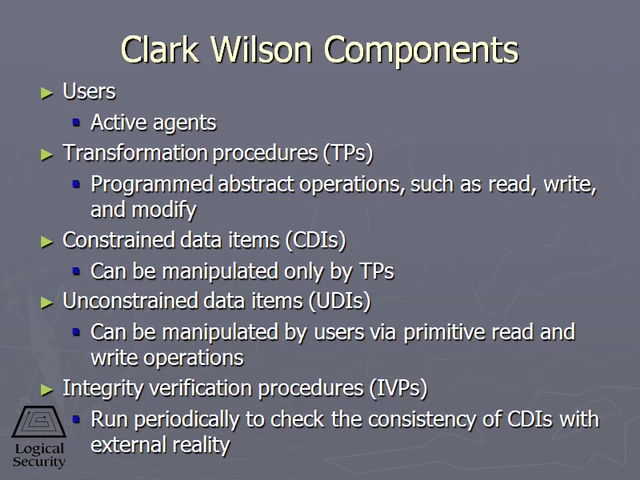 Clark Wilson Components
► Users
▪ Active agents
► Transformation procedures (TPs)
▪ Programmed abstract operations, such as read, write,
and modify
► Constrained data items (CDIs)
▪ Can be manipulated only by TPs
► Unconstrained data items (UDIs)
▪ Can be manipulated by users via primitive read and
write operations
► Integrity verification procedures (IVPs)
▪ Run periodically to check the consistency of CDIs with
external reality
Logical
Security